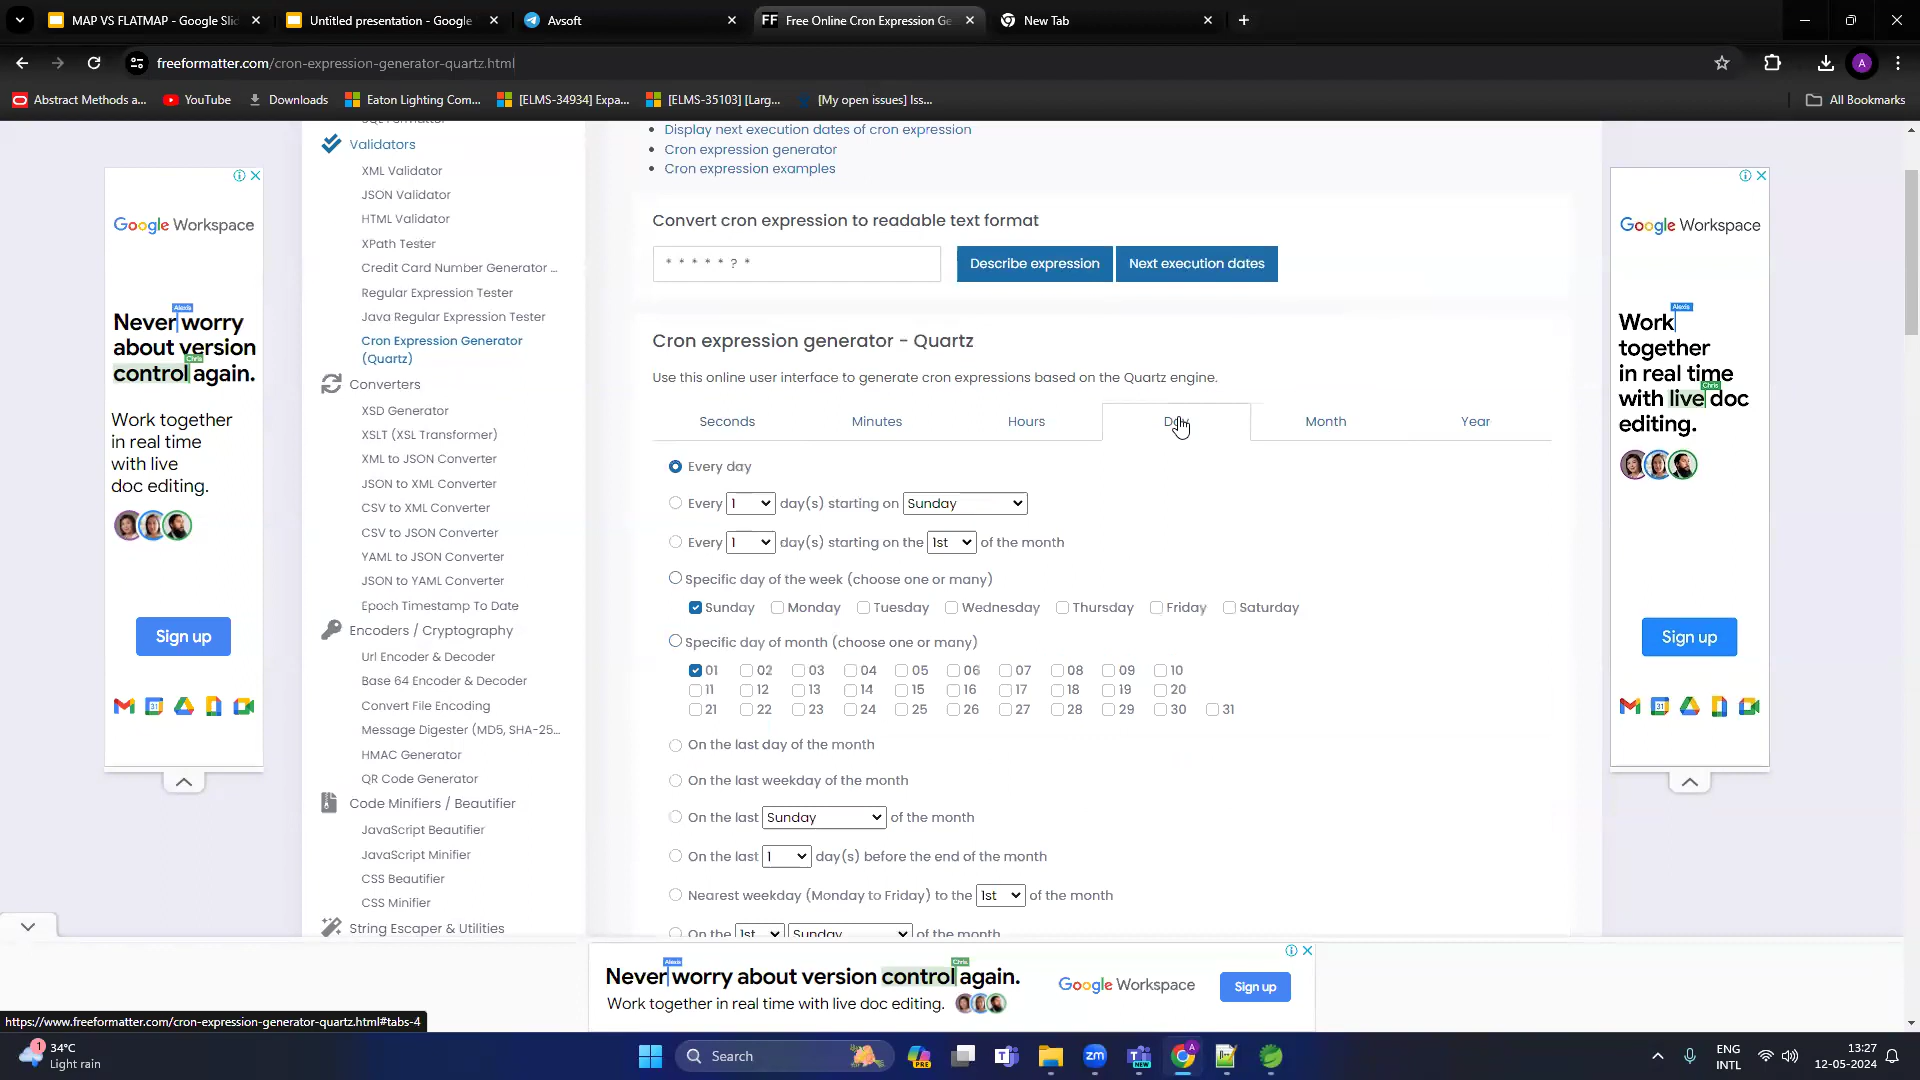 MAP VS FLATMAP - Google Slid
Untitled presentation - Google
Avsoft
FF Free Online Cron Expression Ge
New Tab
freeformatter.com/cron-expression-generator-quartz.html
A
Abstract Methods a...
YouTube
Downloads
Eaton Lighting Com...
[ELMS-34934] Expa...
[ELMS-35103] [Larg...
[My open issues] Iss...
All Bookmarks
Validators
XML Validator
JSON Validator
HTML Validator
XPath Tester
Credit Card Number Generator ...
Regular Expression Tester
Java Regular Expression Tester
Cron Expression Generator
(Quartz)
Converters
XSD Generator
XSLT (XSL Transformer)
XML to JSON Converter
JSON to XML Converter
CSV to XML Converter
CSV to JSON Converter
YAML to JSON Converter
JSON to YAML Converter
Epoch Timestamp To Date
Encoders / Cryptography
Url Encoder & Decoder
Base 64 Encoder & Decoder
Convert File Encoding
Message Digester (MD5, SHA-25...
HMAC Generator
QR Code Generator
Code Minifiers / Beautifier
JavaScript Beautifier
JavaScript Minifier
CSS Beautifier
CSS Minifier
String Escaper & Utilities
Display next execution dates of cron expression
Cron expression generator
Cron expression examples
Convert cron expression to readable text format
* * * * * ? *
Describe expression
Next execution dates
Cron expression generator - Quartz
Use this online user interface to generate cron expressions based on the Quartz engine.
Seconds Minutes Hours Day Month Year
Every day
Every 1 day(s) starting on Sunday
Every 1 day(s) starting on the 1st of the month
Specific day of the week (choose one or many)
Sunday Monday Tuesday Wednesday Thursday Friday Saturday
Specific day of month (choose one or many)
01 02 03 04 05 06 07 08 09 10
11 12 13 14 15 16 17 18 19 20
21 22 23 24 25 26 27 28 29 30 31
On the last day of the month
On the last weekday of the month
On the last Sunday of the month
On the last 1 day(s) before the end of the month
Nearest weekday (Monday to Friday) to the 1st of the month
On the 1st Sunday of the month
Google Workspace
Alexis
Never worry
about version
Chris
control again.
Work together
in real time
with live
doc editing.
Sign up
Google Workspace
Alexis
Work
together
in real time
Chris
with live doc
editing.
Sign up
Alexis
Chris
Never worry about version control again.
Work together in real time with live doc editing.
Google Workspace
Sign up
https://www.freeformatter.com/cron-expression-generator-quartz.html#tabs-4
1
34°C
Light rain
Search
PRE
zm
NEW
A
ENG
INTL
13:27
12-05-2024